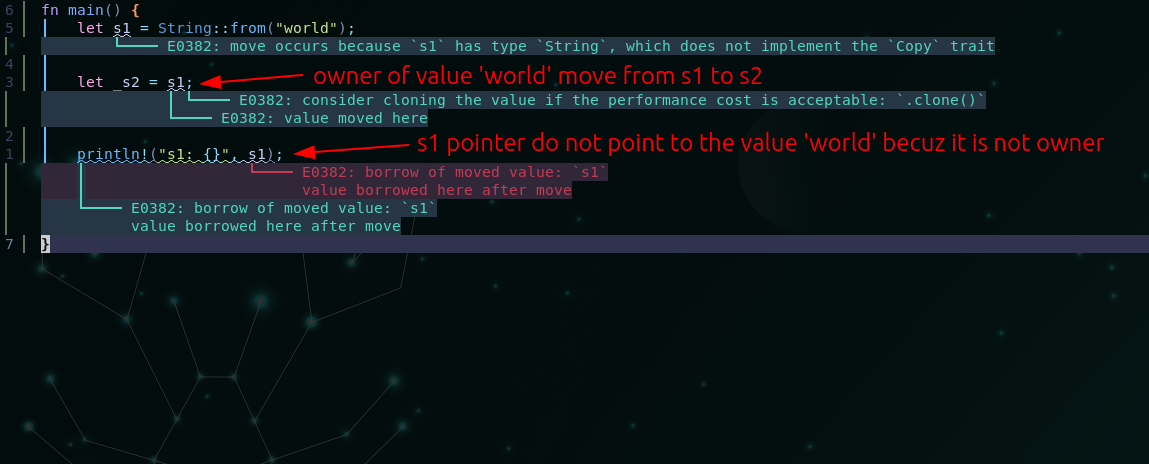 6 fn main() {
5 let s1 = String::from("world");
E0382: move occurs because `s1` has type `String`, which does not implement the `Copy` trait
4
3 let _s2 = s1; owner of value 'world' move from s1 to s2
E0382: consider cloning the value if the performance cost is acceptable: `.clone()`
E0382: value moved here
2
s1 pointer do not point to the value 'world' becuz it is not owner
1 println!("s1: {}", s1);
E0382: borrow of moved value: `s1`
value borrowed here after move
E0382: borrow of moved value: `s1`
value borrowed here after move
7 }